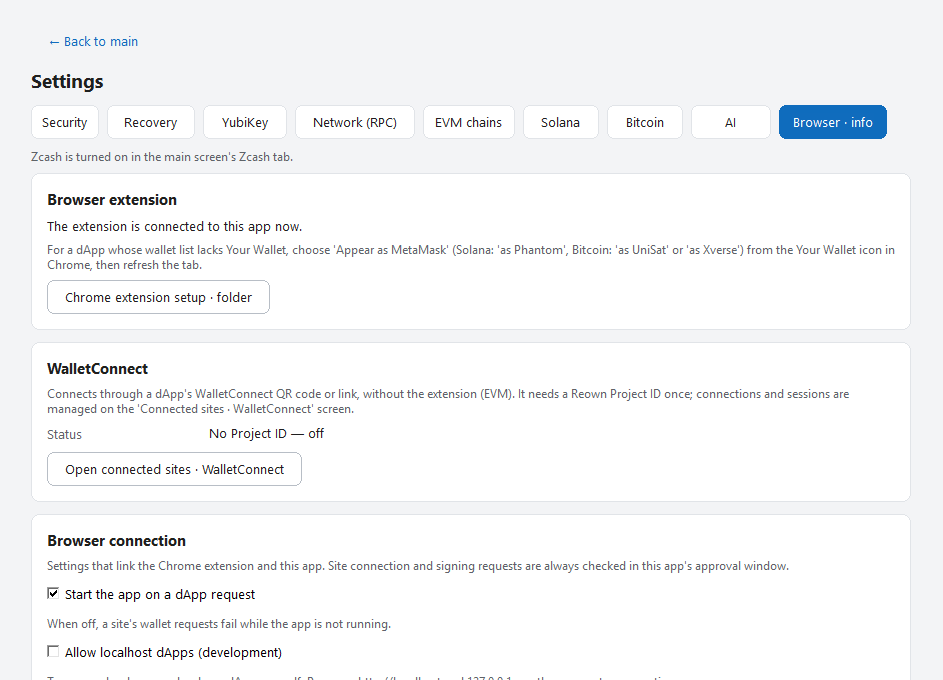 ← Back to main
Settings
Security Recovery YubiKey Network (RPC) EVM chains Solana Bitcoin AI Browser · info
Zcash is turned on in the main screen's Zcash tab.
Browser extension
The extension is connected to this app now.
For a dApp whose wallet list lacks Your Wallet, choose 'Appear as MetaMask' (Solana: 'as Phantom', Bitcoin: 'as UniSat' or 'as Xverse') from the Your Wallet icon in
Chrome, then refresh the tab.
Chrome extension setup · folder
WalletConnect
Connects through a dApp's WalletConnect QR code or link, without the extension (EVM). It needs a Reown Project ID once; connections and sessions are
managed on the 'Connected sites · WalletConnect' screen.
Status No Project ID — off
Open connected sites · WalletConnect
Browser connection
Settings that link the Chrome extension and this app. Site connection and signing requests are always checked in this app's approval window.
Start the app on a dApp request
When off, a site's wallet requests fail while the app is not running.
Allow localhost dApps (development)